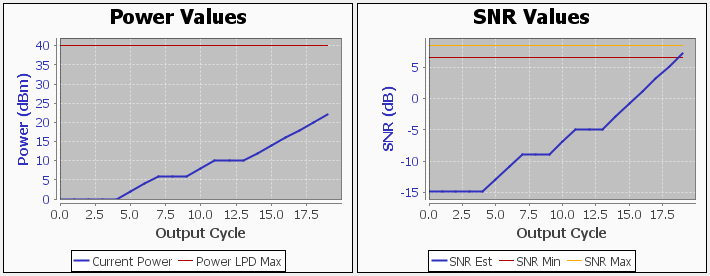 Power Values
Power (dBm)
40
35
30
25
20
15
10
5
0
0.0 2.5 5.0 7.5 10.0 12.5 15.0 17.5
Output Cycle
Current Power Power LPD Max
SNR Values
SNR (dB)
5
0
-5
-10
-15
0.0 2.5 5.0 7.5 10.0 12.5 15.0 17.5
Output Cycle
SNR Est SNR Min SNR Max